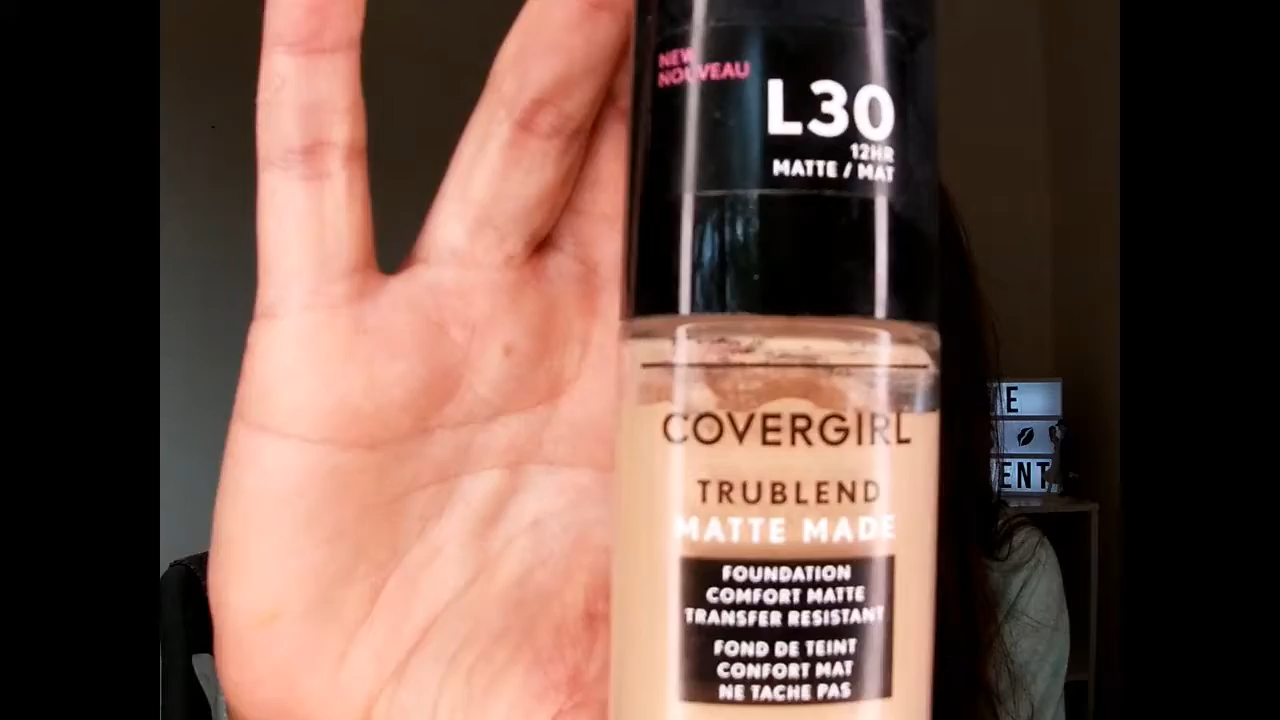 NEW
NOUVEAU
L30
12HR
MATTE / MAT
COVERGIRL
TRUBLEND
MATTE MADE
FOUNDATION
COMFORT MATTE
TRANSFER RESISTANT
FOND DE TEINT
CONFORT MAT
NE TACHE PAS
E
ENT